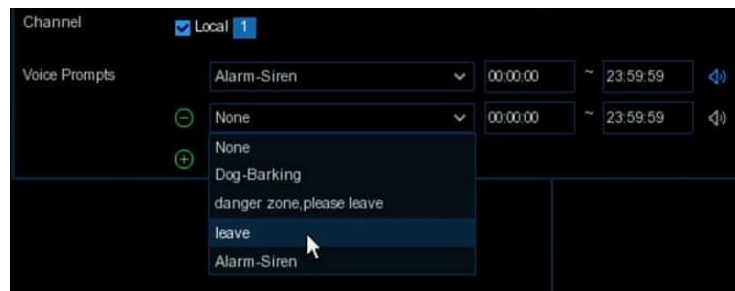 Channel Local 1
Voice Prompts Alarm-Siren 00:00:00 ~ 23:59:59
None 00:00:00 ~ 23:59:59
None
Dog-Barking
danger zone,please leave
leave
Alarm-Siren